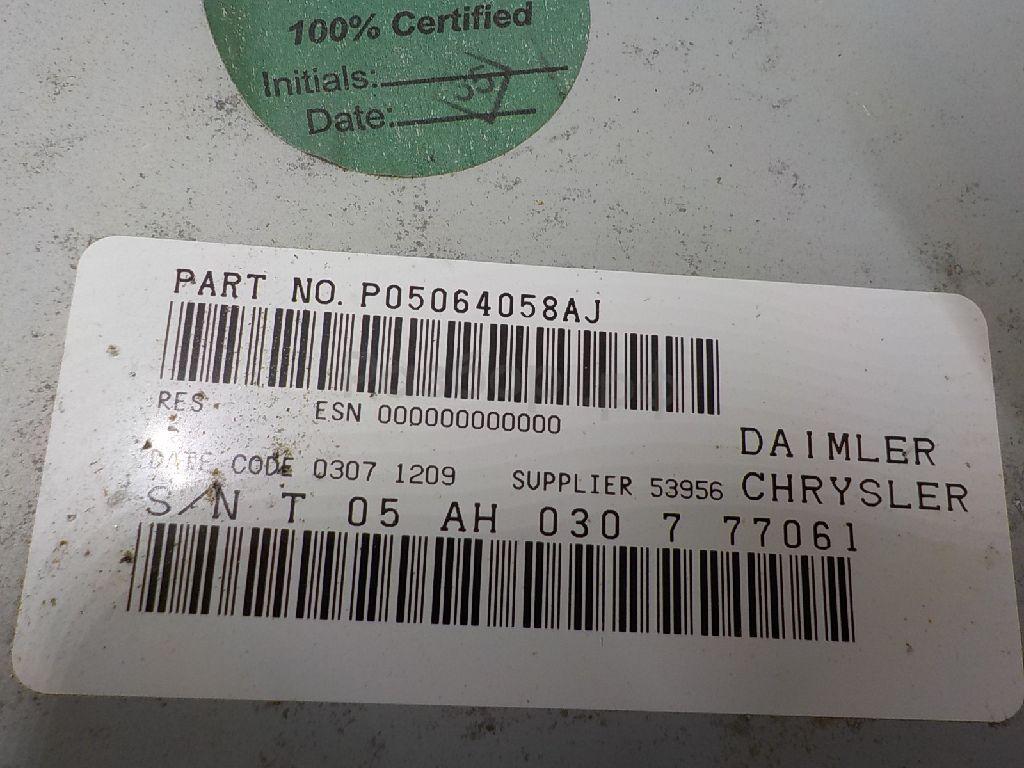 100% Certified
Initials:
Date:
PART NO. P05064058AJ
RES
ESN 000000000000
2
DATE CODE 0307 1209
SUPPLIER 53956
DAIMLER
CHRYSLER
S/N T 05 AH 030 7 77061